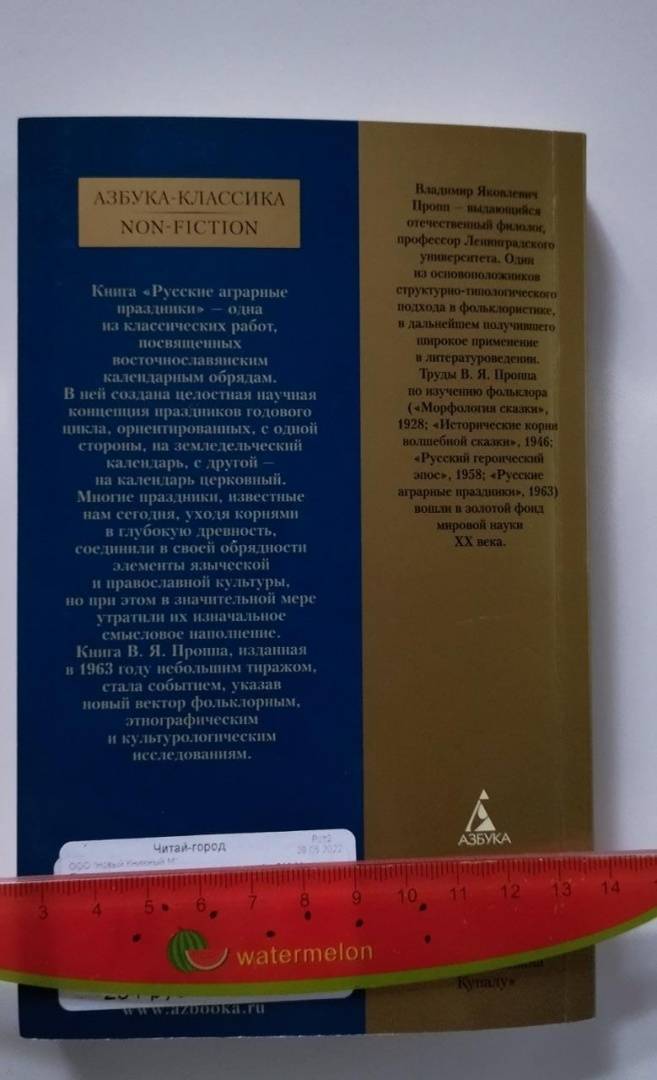 АЗБУКА-КЛАССИКА
NON-FICTION
Книга «Русские аграрные
праздники» — одна
из классических работ,
посвященных
восточнославянским
календарным обрядам.
В ней создана целостная научная
концепция праздников годового
цикла, ориентированных, с одной
стороны, на земледельческий
календарь, с другой —
на календарь церковный.
Многие праздники, известные
нам сегодня, уходя корнями
в глубокую древность,
соединили в своей обрядности
элементы языческой
и православной культуры,
но при этом в значительной мере
утратили их изначальное
смысловое наполнение.
Книга В. Я. Проппа, изданная
в 1963 году небольшим тиражом,
стала событием, указав
новый вектор фольклорным,
этнографическим
и культурологическим
исследованиям.
Владимир Яковлевич
Пропп — выдающийся
отечественный филолог,
профессор Ленинградского
университета. Один
из основоположников
структурно-типологического
подхода в фольклористике,
в дальнейшем получившего
широкое применение
в литературоведении.
Труды В. Я. Проппа
по изучению фольклора
(«Морфология сказки»,
1928; «Исторические корни
волшебной сказки», 1946;
«Русский героический
эпос», 1958; «Русские
аграрные праздники», 1963)
вошли в золотой фонд
мировой науки
XX века.
АЗБУКА
Читай-город
ООО "Новый Книжный М"
3 4 5 6 7 8 9 10 11 12 13 14
watermelon
Купалу»
www.azbooka.ru